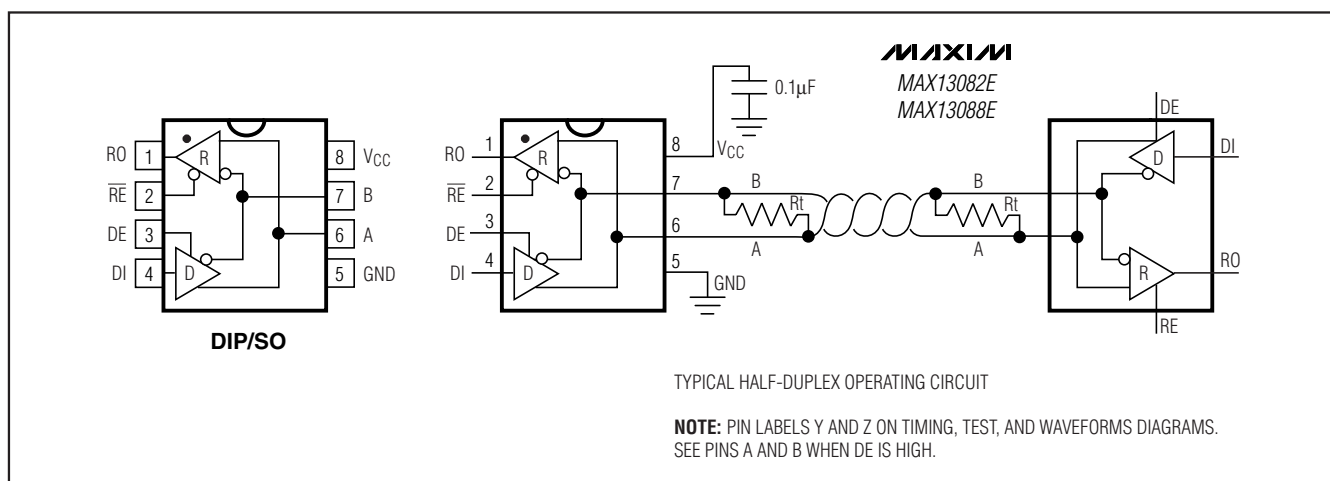 MAXIM
MAX13082E
MAX13088E
0.1µF
RO 1 R 8 VCC
RE 2 7 B
DE 3 6 A
DI 4 D 5 GND
DIP/SO
RO 1 R 8 VCC
RE 2 7 B
DE 3 6 A
DI 4 D 5 GND
Rt
B
Rt
A
DE
D DI
R RO
RE
TYPICAL HALF-DUPLEX OPERATING CIRCUIT
NOTE: PIN LABELS Y AND Z ON TIMING, TEST, AND WAVEFORMS DIAGRAMS.
SEE PINS A AND B WHEN DE IS HIGH.